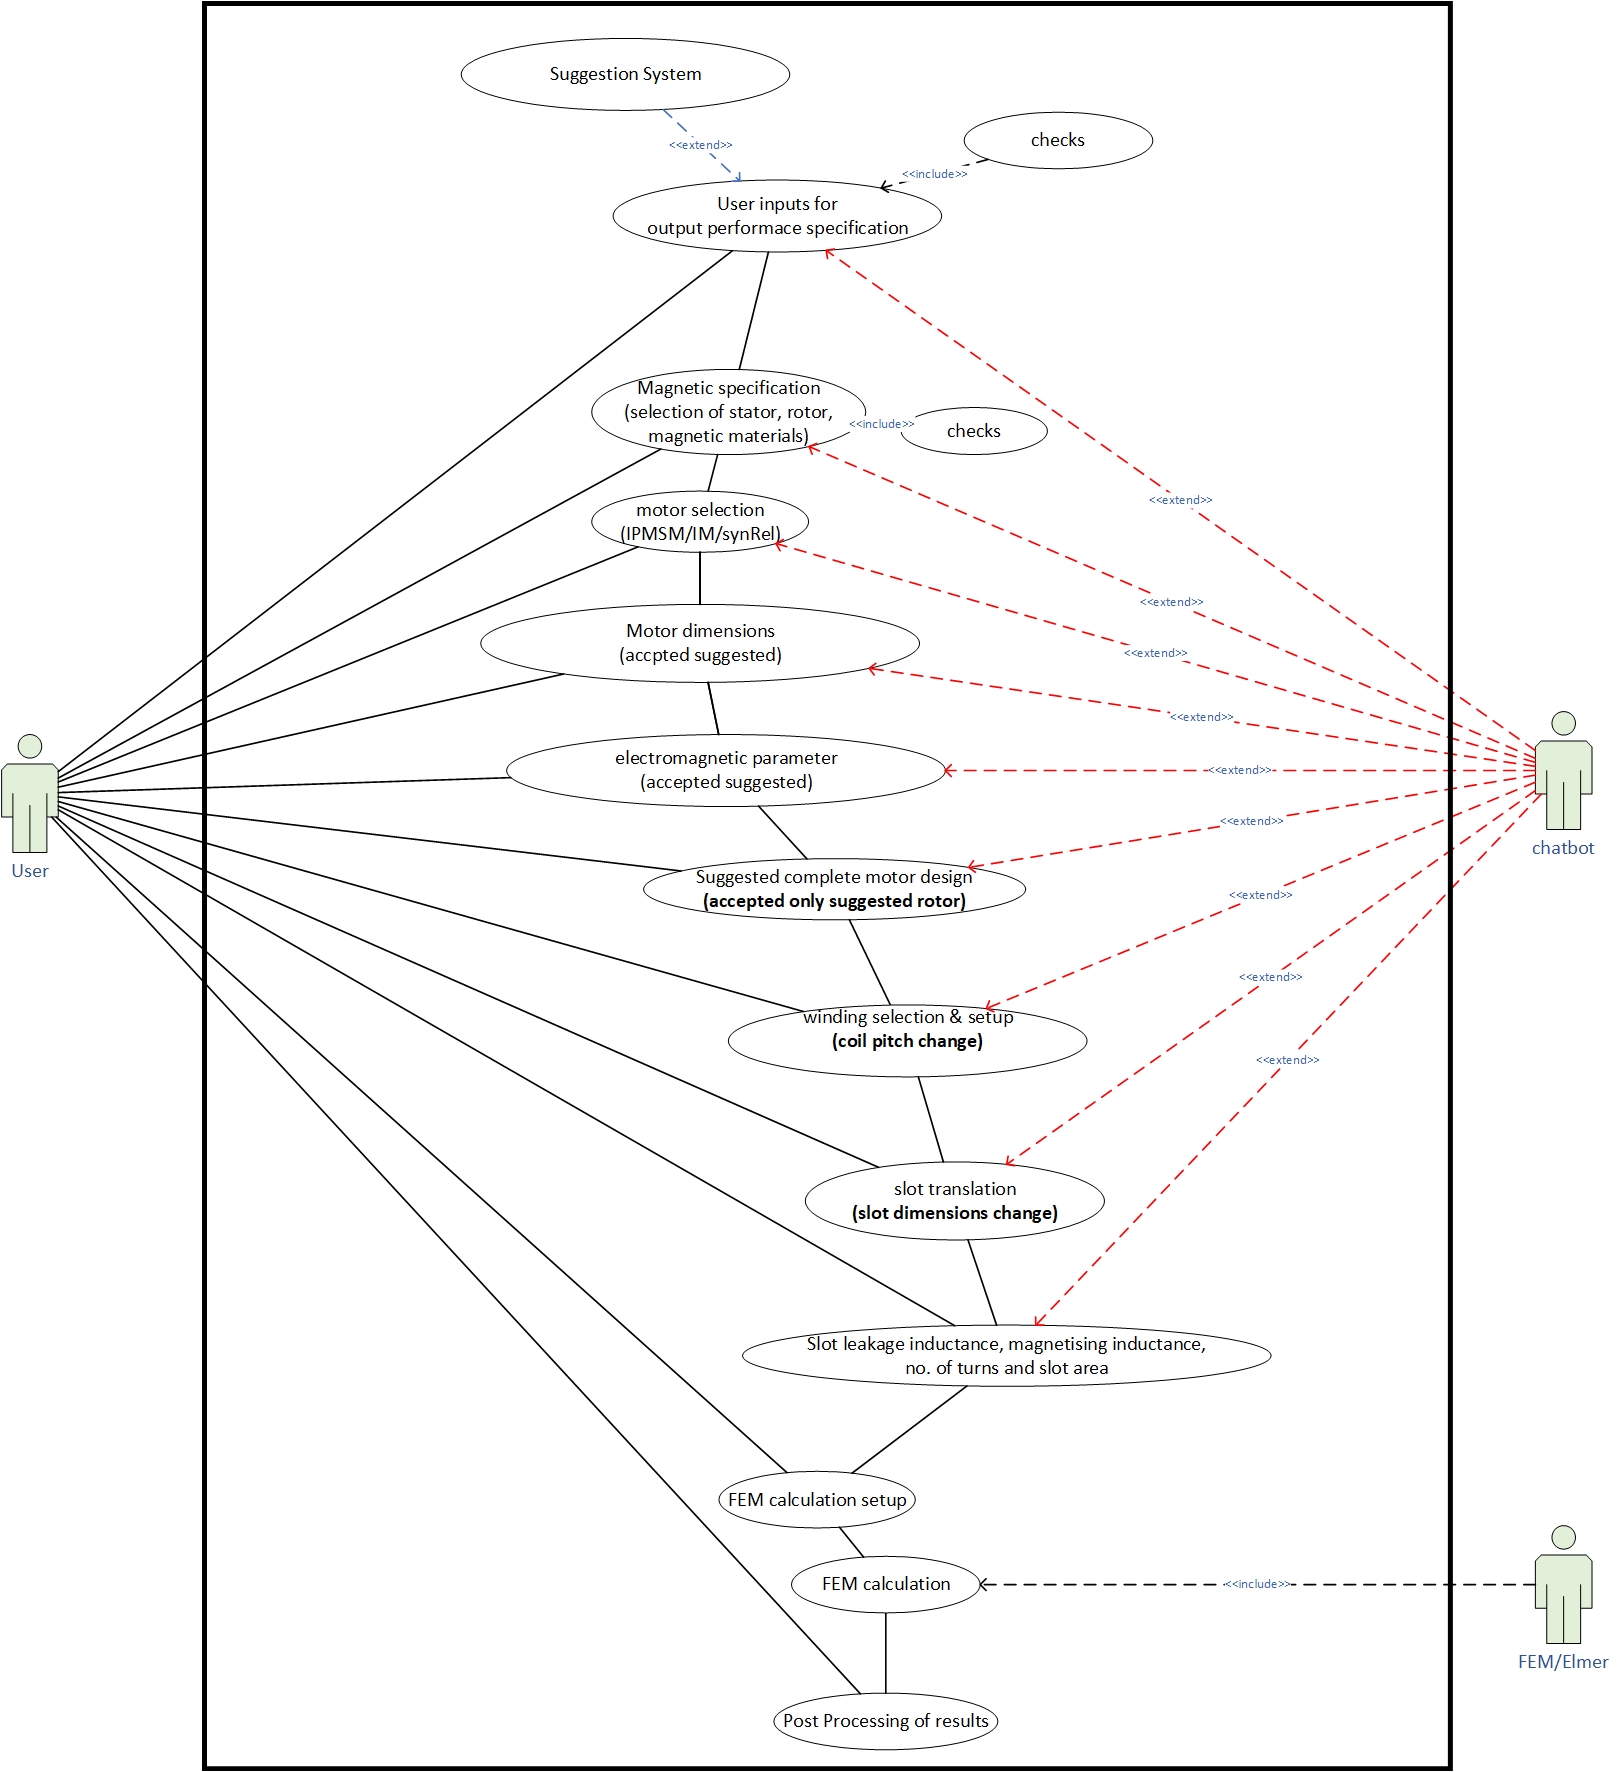 Suggestion System
<<extend>>
checks
<<include>>
User inputs for
output performace specification
Magnetic specification
(selection of stator, rotor,
magnetic materials)
<<include>>
checks
<<extend>>
motor selection
(IPMSM/IM/synRel)
<<extend>>
Motor dimensions
(accpted suggested)
<<extend>>
<<extend>>
electromagnetic parameter
(accepted suggested)
<<extend>>
<<extend>>
User
chatbot
Suggested complete motor design
(accepted only suggested rotor)
<<extend>>
winding selection & setup
(coil pitch change)
<<extend>>
<<extend>>
slot translation
(slot dimensions change)
Slot leakage inductance, magnetising inductance,
no. of turns and slot area
FEM calculation setup
FEM calculation
<<include>>
FEM/Elmer
Post Processing of results